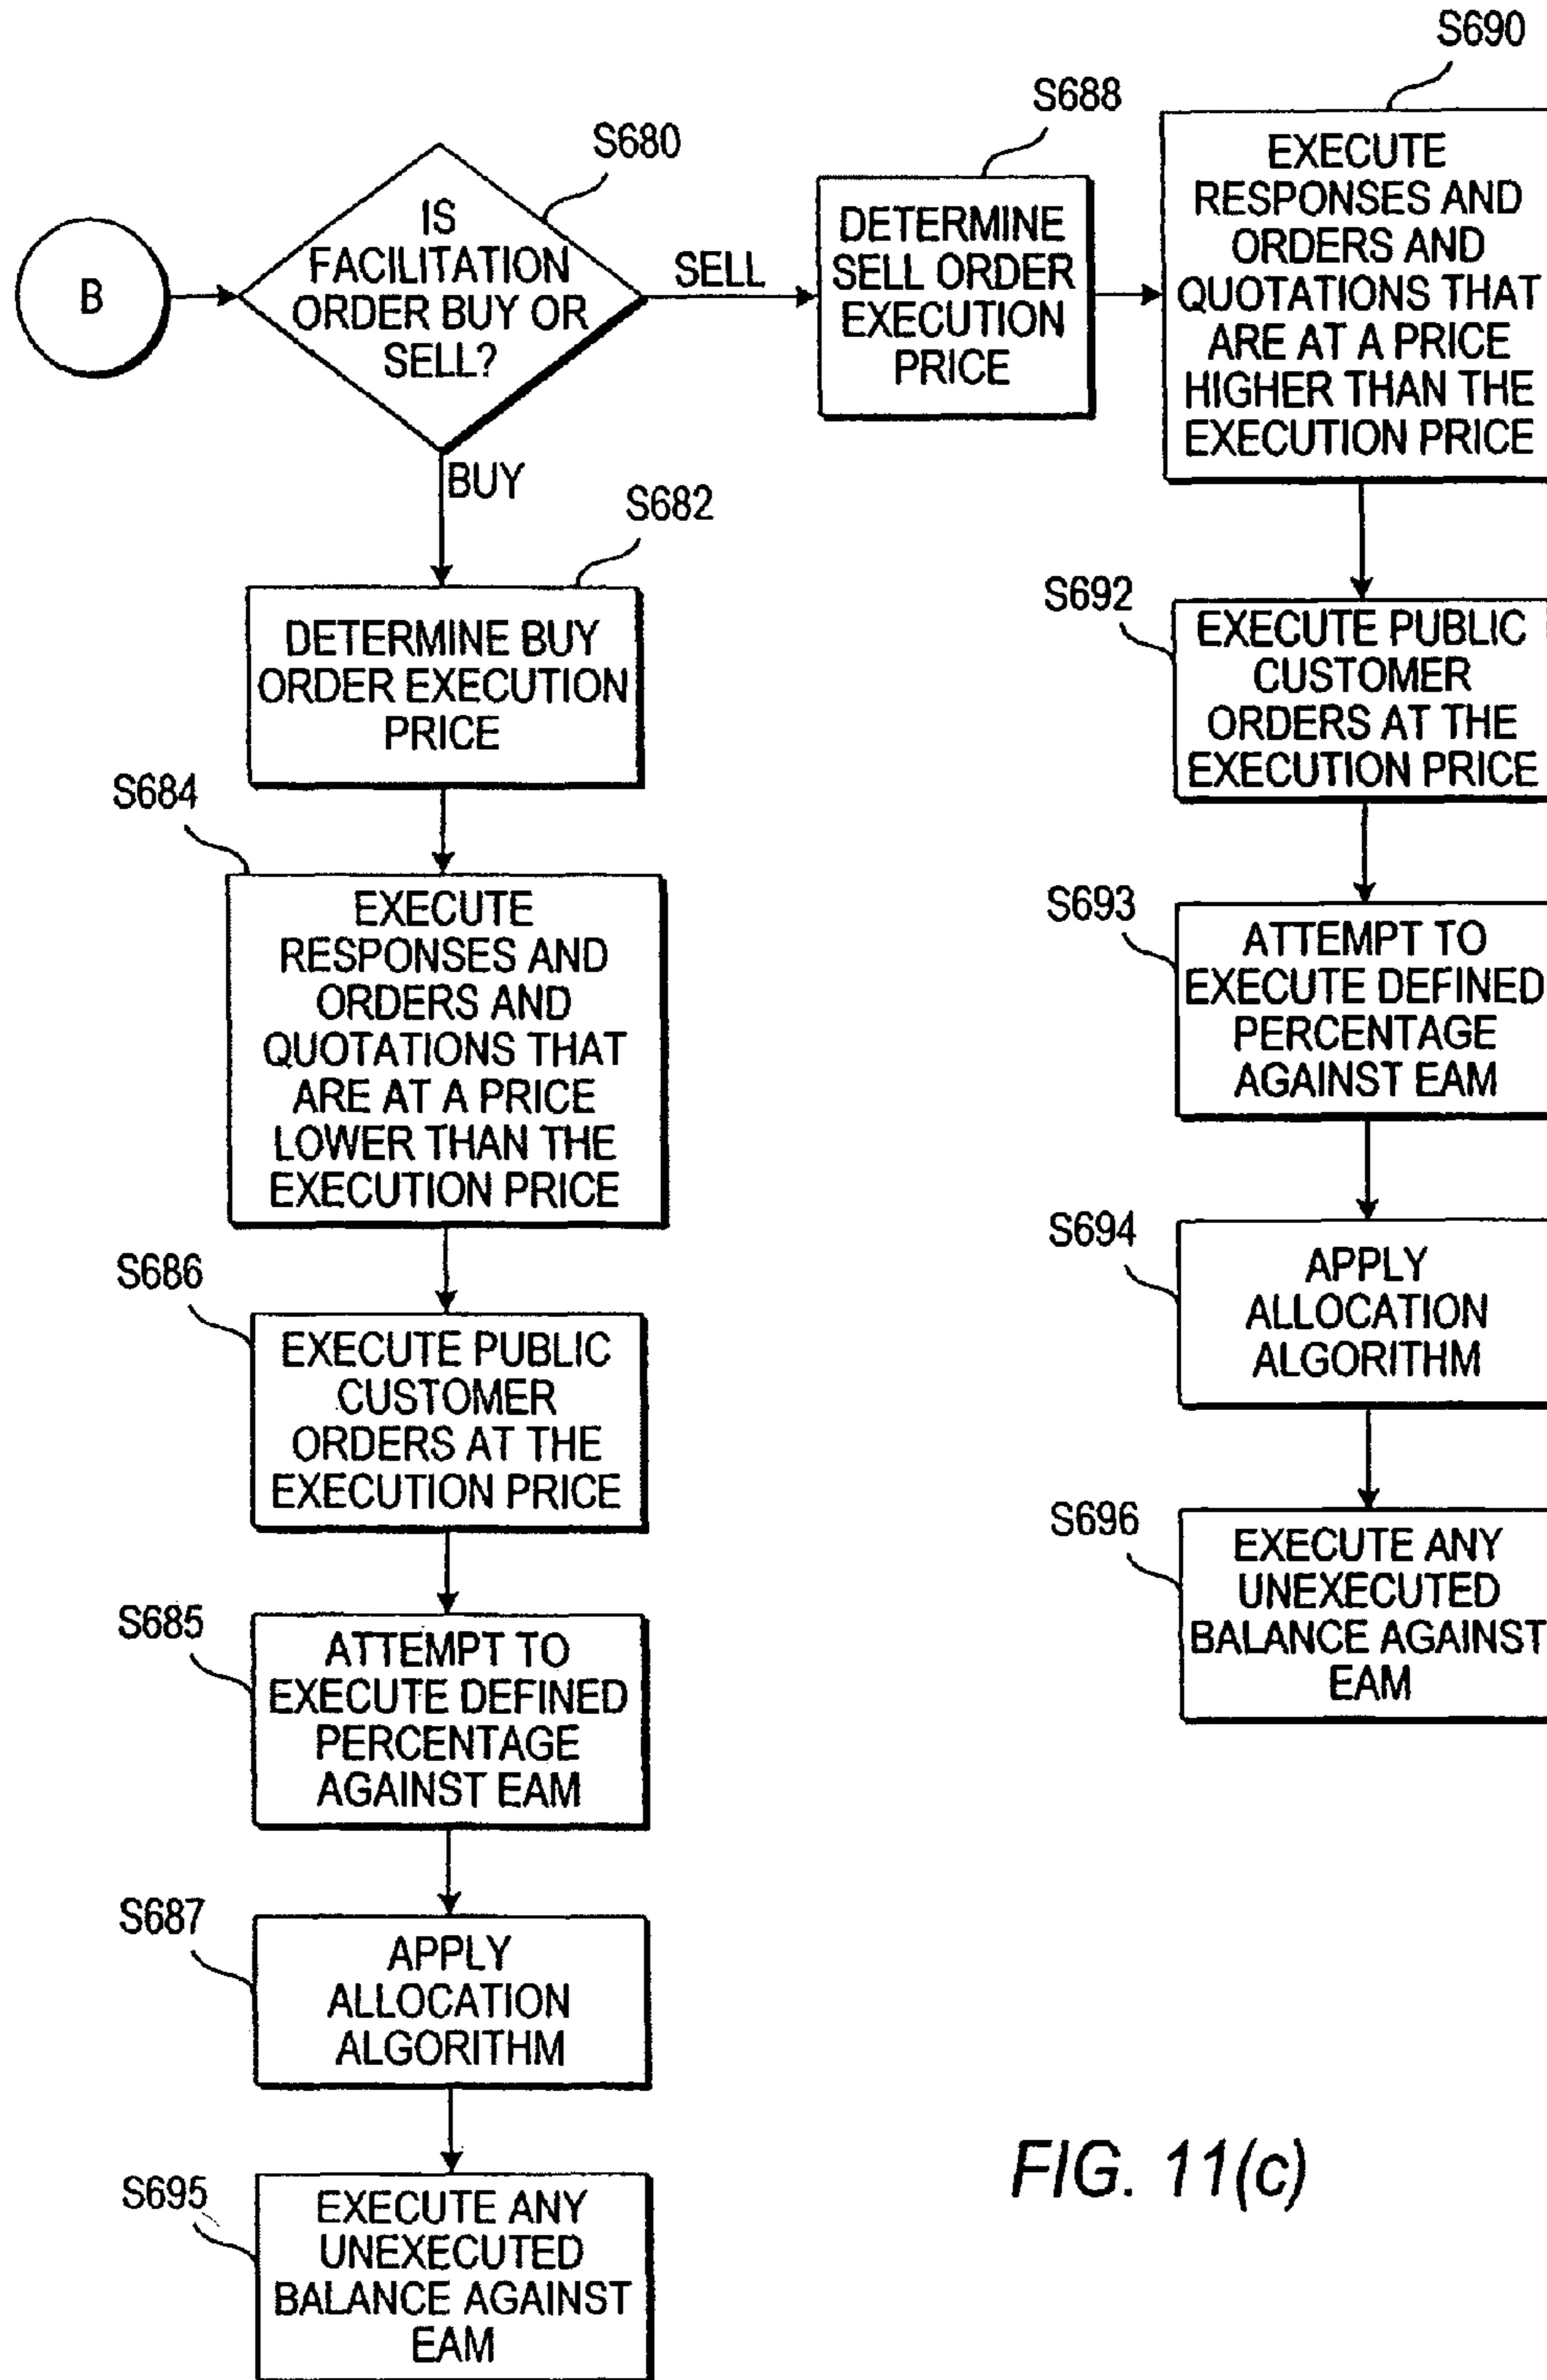 B
S680
IS
FACILITATION
ORDER BUY OR
SELL?
SELL
BUY
S682
DETERMINE BUY
ORDER EXECUTION
PRICE
S684
EXECUTE
RESPONSES AND
ORDERS AND
QUOTATIONS THAT
ARE AT A PRICE
LOWER THAN THE
EXECUTION PRICE
S686
EXECUTE PUBLIC
CUSTOMER
ORDERS AT THE
EXECUTION PRICE
S685
ATTEMPT TO
EXECUTE DEFINED
PERCENTAGE
AGAINST EAM
S687
APPLY
ALLOCATION
ALGORITHM
S695
EXECUTE ANY
UNEXECUTED
BALANCE AGAINST
EAM
S688
DETERMINE
SELL ORDER
EXECUTION
PRICE
S690
EXECUTE
RESPONSES AND
ORDERS AND
QUOTATIONS THAT
ARE AT A PRICE
HIGHER THAN THE
EXECUTION PRICE
S692
EXECUTE PUBLIC
CUSTOMER
ORDERS AT THE
EXECUTION PRICE
S693
ATTEMPT TO
EXECUTE DEFINED
PERCENTAGE
AGAINST EAM
S694
APPLY
ALLOCATION
ALGORITHM
S696
EXECUTE ANY
UNEXECUTED
BALANCE AGAINST
EAM
FIG. 11(c)